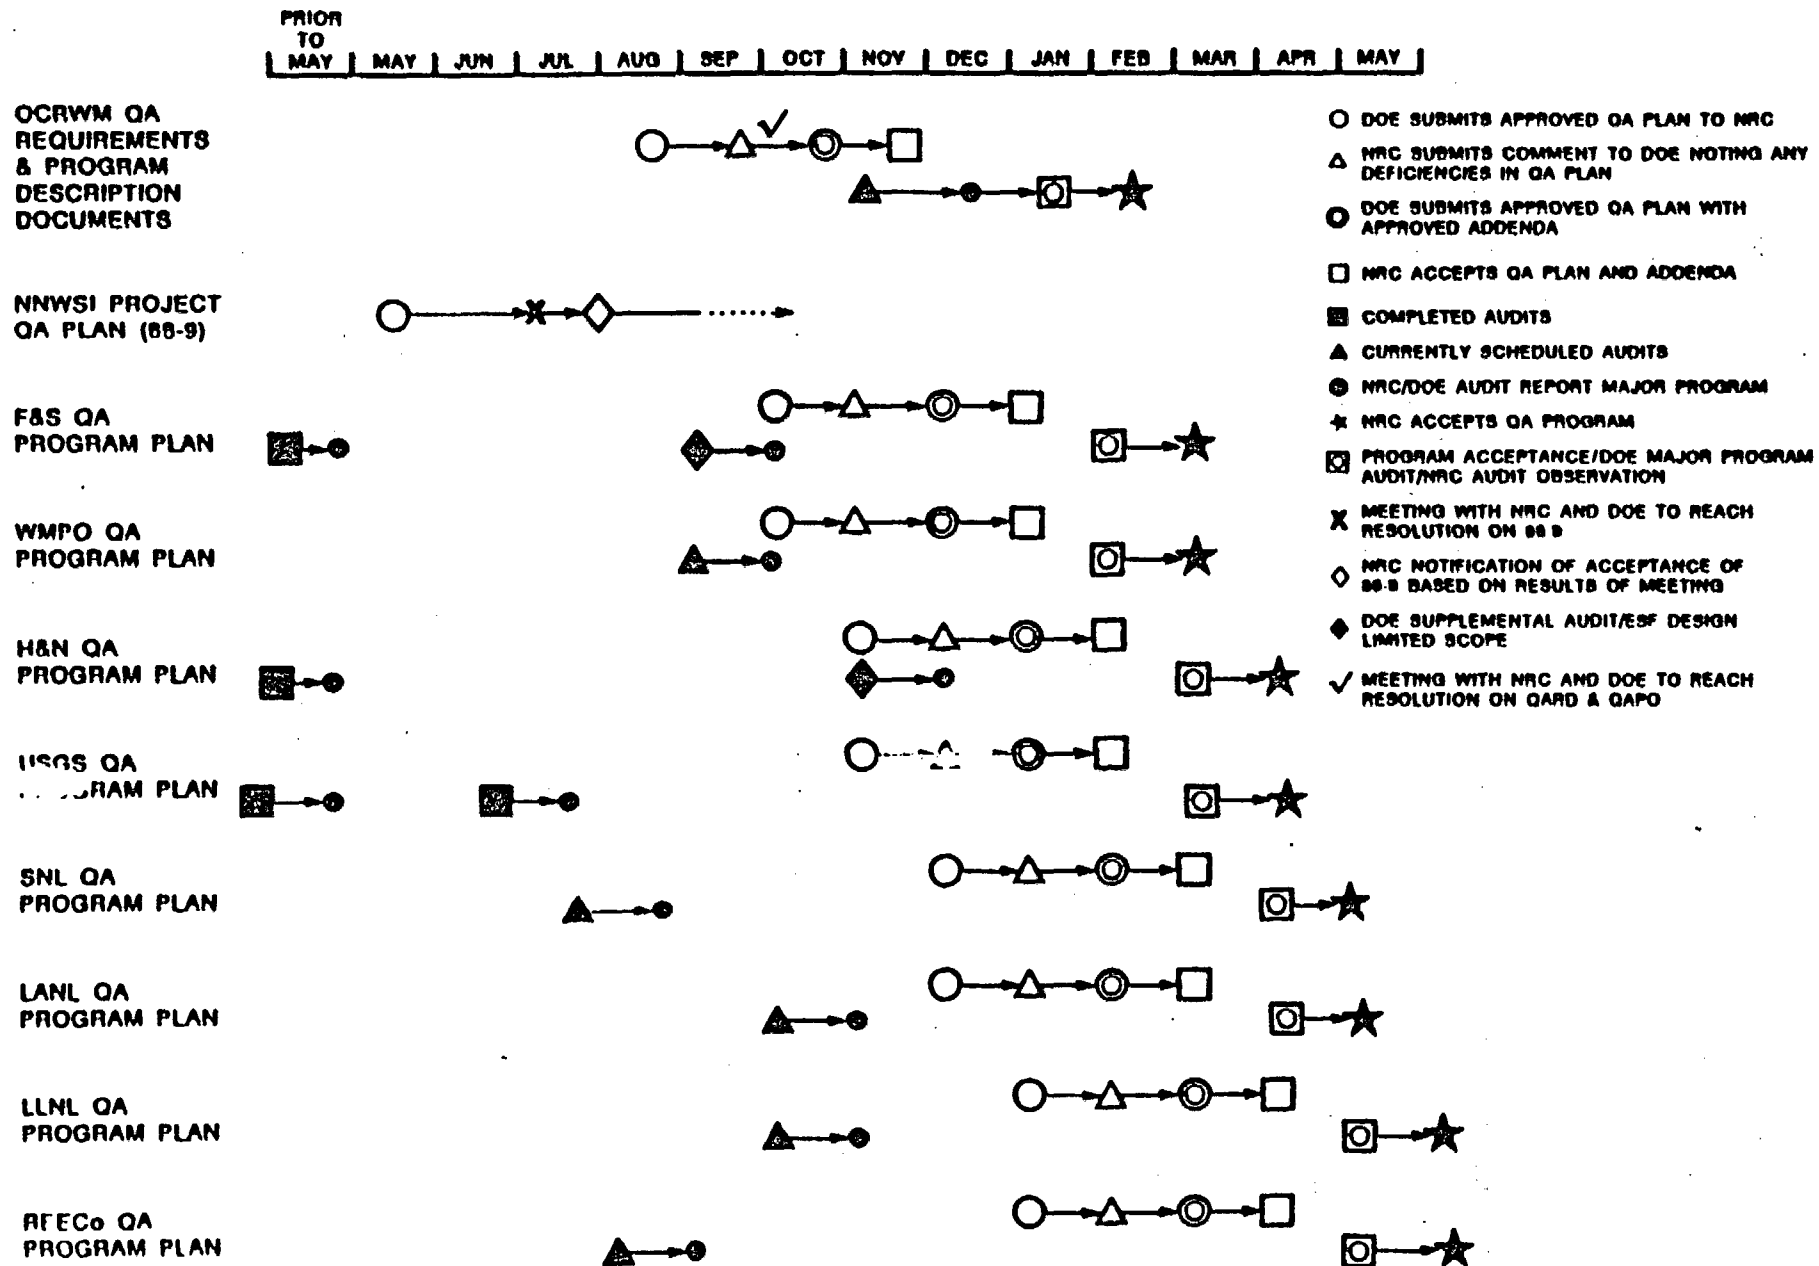 PRIOR
TO
MAY MAY JUN JUL AUG SEP OCT NOV DEC JAN FEB MAR APR MAY
OCRWM QA
REQUIREMENTS
& PROGRAM
DESCRIPTION
DOCUMENTS
NNWSI PROJECT
QA PLAN (88-9)
F&S QA
PROGRAM PLAN
WMPO QA
PROGRAM PLAN
H&N QA
PROGRAM PLAN
USGS QA
PLAN
SNL QA
PROGRAM PLAN
LANL QA
PROGRAM PLAN
LLNL QA
PROGRAM PLAN
REECo QA
PROGRAM PLAN
DOE SUBMITS APPROVED QA PLAN TO NRC
NRC SUBMITS COMMENT TO DOE NOTING ANY
DEFICIENCIES IN QA PLAN
DOE SUBMITS APPROVED QA PLAN WITH
APPROVED ADDENDA
NRC ACCEPTS QA PLAN AND ADDENDA
COMPLETED AUDITS
CURRENTLY SCHEDULED AUDITS
NRC/DOE AUDIT REPORT MAJOR PROGRAM
NRC ACCEPTS QA PROGRAM
PROGRAM ACCEPTANCE/DOE MAJOR PROGRAM
AUDIT/NRC AUDIT OBSERVATION
MEETING WITH NRC AND DOE TO REACH
RESOLUTION ON
NRC NOTIFICATION OF ACCEPTANCE OF
BASED ON RESULTS OF MEETING
DOE SUPPLEMENTAL AUDIT/ESF DESIGN
LIMITED SCOPE
MEETING WITH NRC AND DOE TO REACH
RESOLUTION ON QARD & QAPD